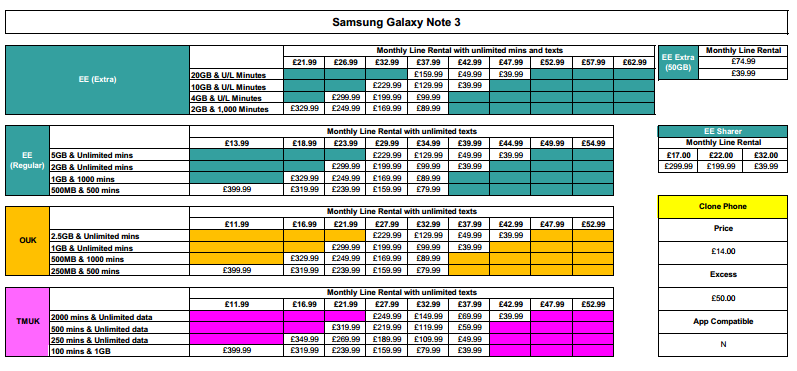 Samsung Galaxy Note 3
EE (Extra)
Monthly Line Rental with unlimited mins and texts
£21.99 £26.99 £32.99 £37.99 £42.99 £47.99 £52.99 £57.99 £62.99
20GB & U/L Minutes £159.99 £49.99 £39.99
10GB & U/L Minutes £229.99 £129.99 £39.99
4GB & U/L Minutes £299.99 £199.99 £99.99
2GB & 1,000 Minutes £329.99 £249.99 £169.99 £89.99
EE Extra (50GB)
Monthly Line Rental
£74.99
£39.99
EE (Regular)
Monthly Line Rental with unlimited texts
£13.99 £18.99 £23.99 £29.99 £34.99 £39.99 £44.99 £49.99 £54.99
5GB & Unlimited mins £229.99 £129.99 £49.99 £39.99
2GB & Unlimited mins £299.99 £199.99 £99.99 £39.99
1GB & 1000 mins £329.99 £249.99 £169.99 £89.99
500MB & 500 mins £399.99 £319.99 £239.99 £159.99 £79.99
EE Sharer
Monthly Line Rental
£17.00 £22.00 £32.00
£299.99 £199.99 £39.99
OUK
Monthly Line Rental with unlimited texts
£11.99 £16.99 £21.99 £27.99 £32.99 £37.99 £42.99 £47.99 £52.99
2.5GB & Unlimited mins £229.99 £129.99 £49.99 £39.99
1GB & Unlimited mins £299.99 £199.99 £99.99 £39.99
500MB & 1000 mins £329.99 £249.99 £169.99 £89.99
250MB & 500 mins £399.99 £319.99 £239.99 £159.99 £79.99
TMUK
Monthly Line Rental with unlimited texts
£11.99 £16.99 £21.99 £27.99 £32.99 £37.99 £42.99 £47.99 £52.99
2000 mins & Unlimited data £249.99 £149.99 £69.99 £39.99
500 mins & Unlimited data £319.99 £219.99 £119.99 £59.99
250 mins & Unlimited data £349.99 £269.99 £189.99 £109.99 £49.99
100 mins & 1GB £399.99 £319.99 £239.99 £159.99 £79.99 £39.99
Clone Phone
Price
£14.00
Excess
£50.00
App Compatible
N